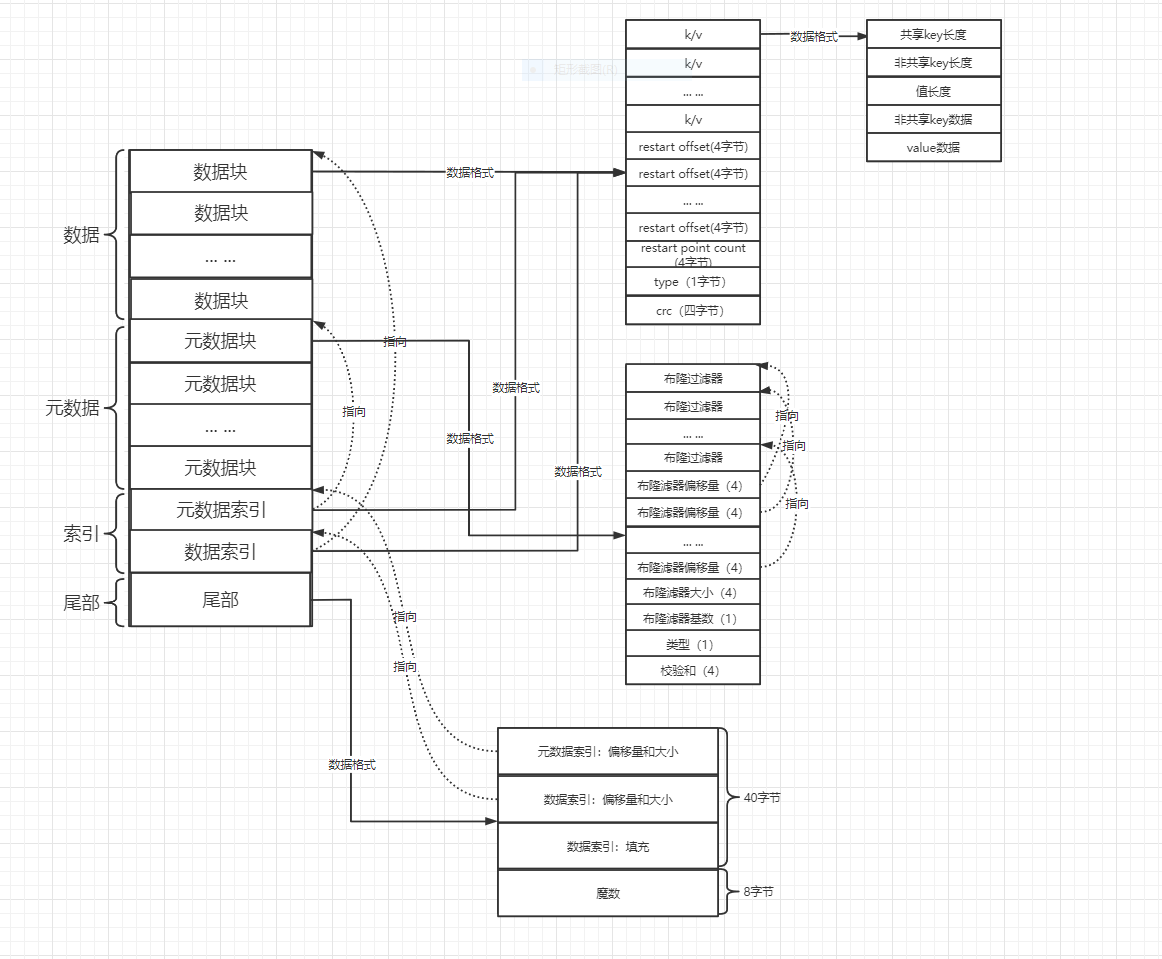 数据
元数据
索引
尾部
数据块
数据块
... ...
数据块
元数据块
元数据块
... ...
元数据块
元数据索引
数据索引
尾部
指向
指向
数据格式
数据格式
数据格式
数据格式
k/v
k/v
... ...
k/v
restart offset(4字节)
restart offset(4字节)
... ...
restart offset(4字节)
restart point count
(4字节)
type（1字节）
crc（四字节）
数据格式
共享key长度
非共享key长度
值长度
非共享key数据
value数据
布隆过滤器
布隆过滤器
... ...
布隆过滤器
布隆滤器偏移量（4）
布隆滤器偏移量（4）
... ...
布隆滤器偏移量（4）
布隆滤器大小（4）
布隆滤器基数（1）
类型（1）
校验和（4）
指向
指向
指向
指向
指向
数据格式
元数据索引：偏移量和大小
数据索引：偏移量和大小
数据索引：填充
魔数
40字节
8字节